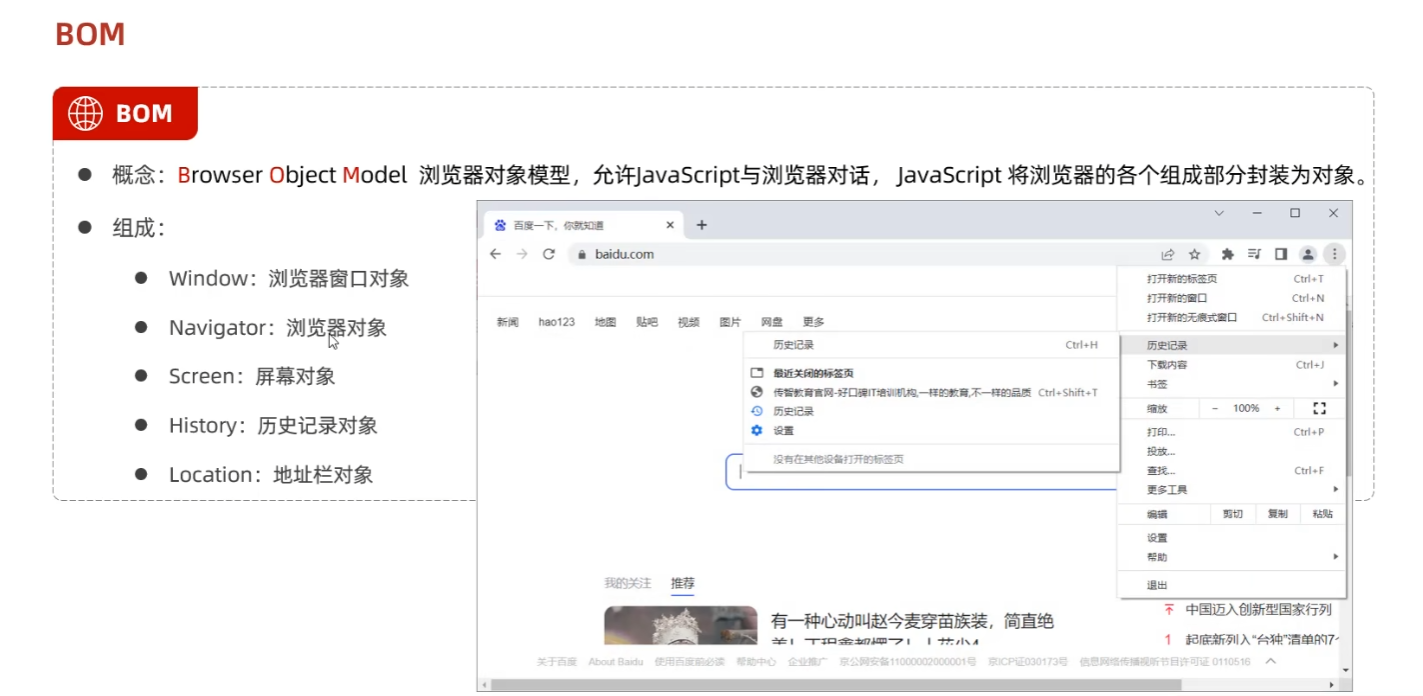 BOM
BOM
概念：Browser Object Model 浏览器对象模型，允许JavaScript与浏览器对话， JavaScript 将浏览器的各个组成部分封装为对象。
组成：
Window：浏览器窗口对象
Navigator：浏览器对象
Screen：屏幕对象
History：历史记录对象
Location：地址栏对象
百度一下，你就知道
baidu.com
新闻 hao123 地图 贴吧 视频 图片 网盘 更多
历史记录 Ctrl+H
最近关闭的标签页
传智教育官网-好口碑IT培训机构,一样的教育,不一样的品质 Ctrl+Shift+T
历史记录
设置
没有在其他设备打开的标签页
打开新的标签页 Ctrl+T
打开新的窗口 Ctrl+N
打开新的无痕式窗口 Ctrl+Shift+N
历史记录
下载内容 Ctrl+J
书签
缩放 - 100% +
打印... Ctrl+P
投放...
查找... Ctrl+F
更多工具
编辑 剪切 复制 粘贴
设置
帮助
退出
我的关注 推荐
有一种心动叫赵今麦穿苗族装，简直绝
中国迈入创新型国家行列
1 起底新列入“台独”清单的7
关于百度 About Baidu 使用百度前必读 帮助中心 企业推广 京公网安备11000002000001号 京ICP证030173号 信息网络传播视听节目许可证 0110516